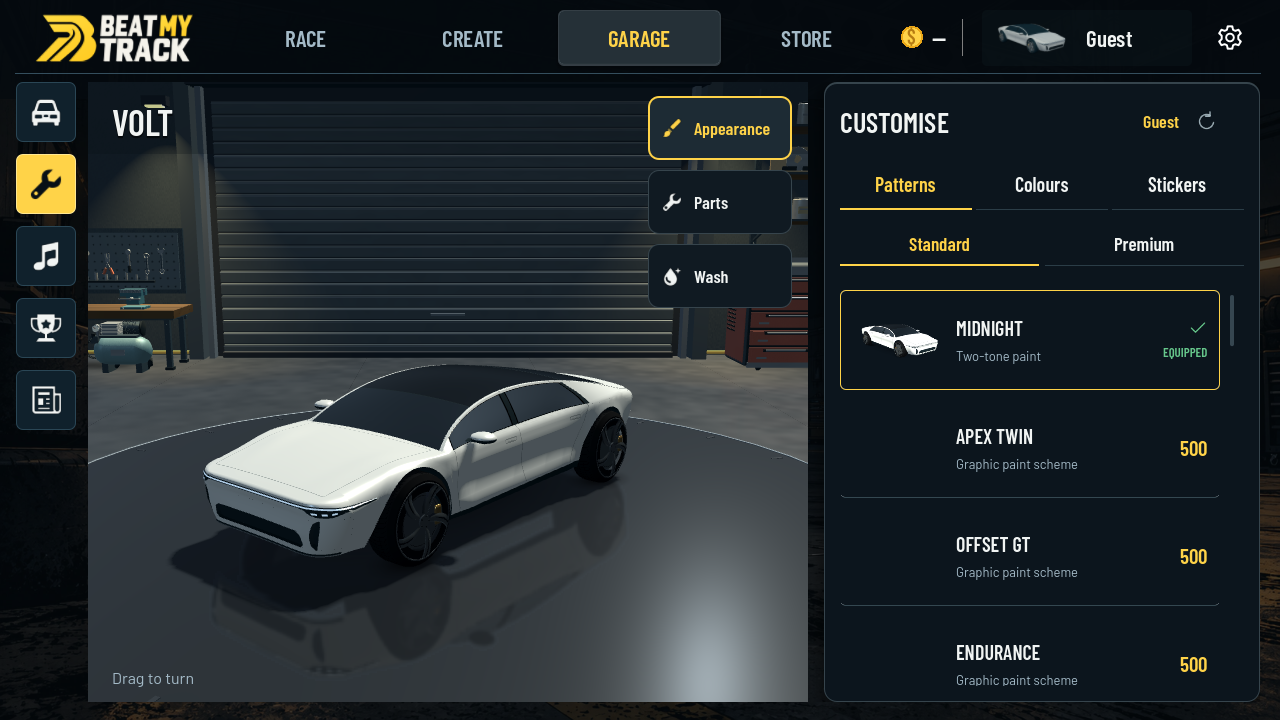 BEAT MY
TRACK
RACE
CREATE
GARAGE
STORE
$
–
Guest
VOLT
Appearance
Parts
Wash
Drag to turn
CUSTOMISE
Guest
Patterns
Colours
Stickers
Standard
Premium
MIDNIGHT
Two-tone paint
EQUIPPED
APEX TWIN
Graphic paint scheme
500
OFFSET GT
Graphic paint scheme
500
ENDURANCE
Graphic paint scheme
500